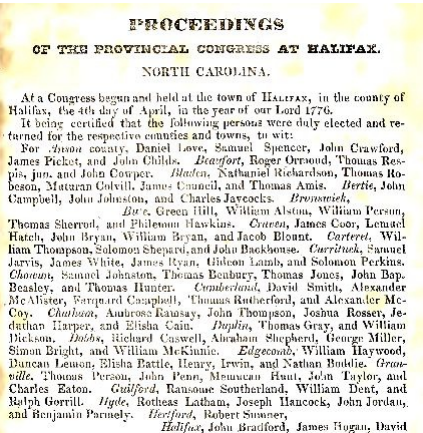 PROCEEDINGS
OF THE PROVINCIAL CONGRESS AT HALIFAX.
NORTH CAROLINA.
At a Congress begun and held at the town of HALIFAX, in the county of
Halifax, the 4th day of April, in the year of our Lord 1776.
It being certified that the following persons were duly elected and re-
turned for the respective counties and towns, to wit:
For Anson county, Daniel Love, Samuel Spencer, John Crawford,
James Picket, and John Childs. Beaufort, Roger Ormond, Thomas Res-
pis, jun. and John Cowper. Bladen, Nathaniel Richardson, Thomas Ro-
beson, Maturan Colvill, James Council, and Thomas Amis. Bertie, John
Campbell, John Johnston, and Charles Jaycocks. Brunswick,
Bute, Green Hill, William Alston, William Person,
Thomas Sherrod, and Philemon Hawkins. Craven, James Coor, Lemuel
Hatch, John Bryan, William Bryan, and Jacob Blount. Carteret, Wil-
liam Thompson, Solomon Shepard, and John Backhouse. Currituck, Samuel
Jarvis, James White, James Ryan, Gideon Lamb, and Solomon Perkins.
Chowan, Samuel Johnston, Thomas Benbury, Thomas Jones, John Bap.
Beasley, and Thomas Hunter. Cumberland, David Smith, Alexander
McAlister, Farquard Campbell, Thomas Rutherford, and Alexander Mc-
Coy. Chatham, Ambrose Ramsay, John Thompson, Joshua Rosser, Je-
duthan Harper, and Elisha Cain. Duplin, Thomas Gray, and William
Dickson. Dobbs, Richard Caswell, Abraham Shepherd, George Miller,
Simon Bright, and William McKinnie. Edgecomb, William Haywood,
Duncan Lemon, Elisha Battle, Henry, Irwin, and Nathan Boddie. Gran-
ville. Thomas Person, John Penn, Memucan Hunt, John Taylor, and
Charles Eaton. Guilford, Ransome Southerland, William Dent, and
Ralph Gorrill. Hyde, Rotheas Latham, Joseph Hancock, John Jordan,
and Benjamin Parmely. Hertford, Robert Sumner,
Halifax, John Bradford, James Hogan, David